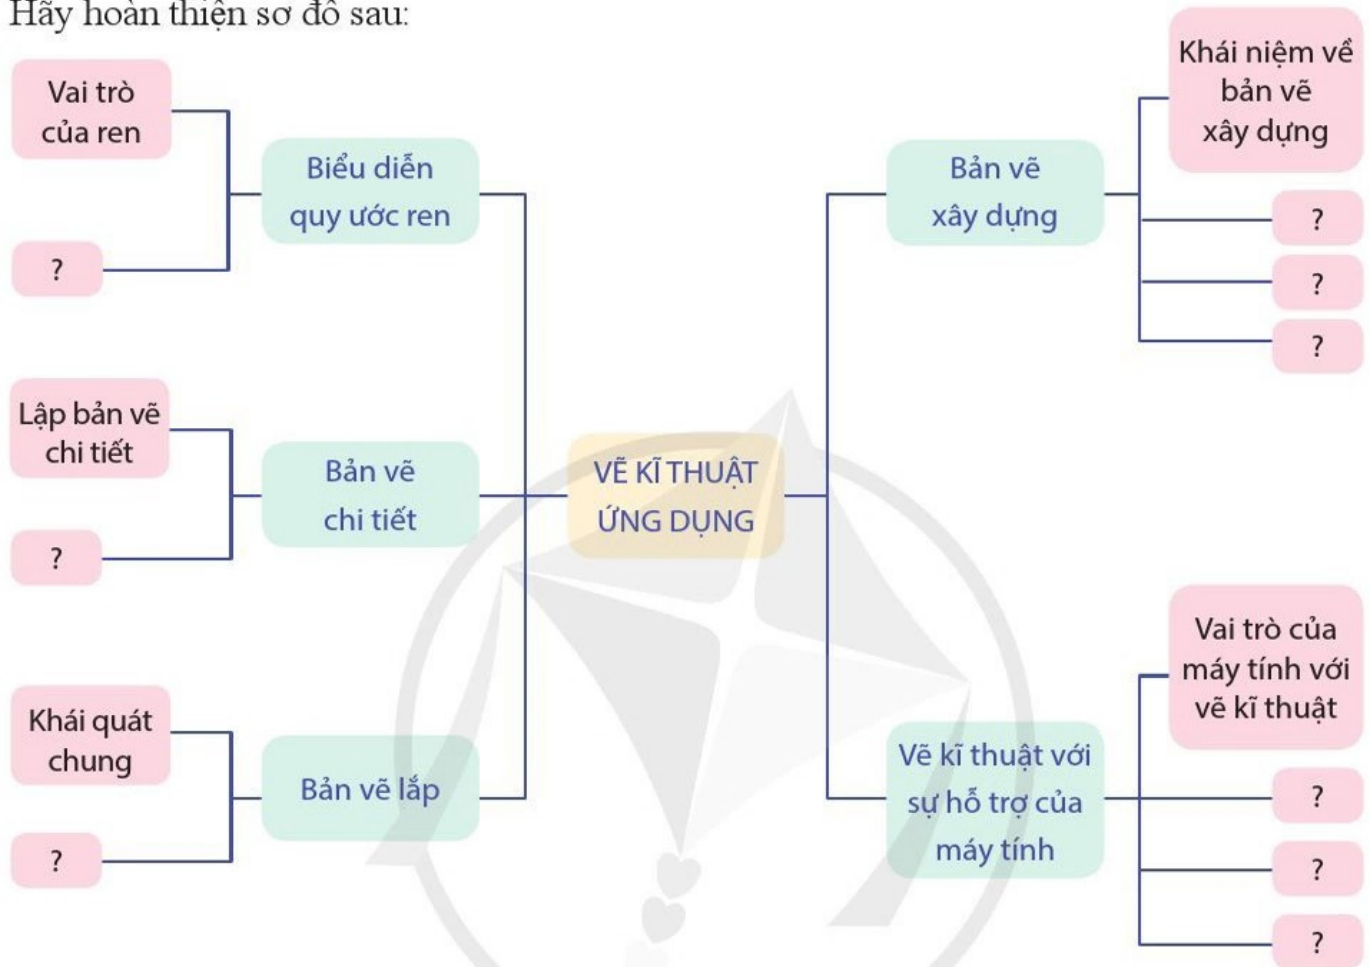 Hãy hoàn thiện sơ đồ sau:
Vai trò
của ren
?
Biểu diễn
quy ước ren
Lập bản vẽ
chi tiết
?
Bản vẽ
chi tiết
Khái quát
chung
?
Bản vẽ lắp
VẼ KĨ THUẬT
ỨNG DỤNG
Bản vẽ
xây dựng
Khái niệm về
bản vẽ
xây dựng
?
?
?
Vẽ kĩ thuật với
sự hỗ trợ của
máy tính
Vai trò của
máy tính với
vẽ kĩ thuật
?
?
?